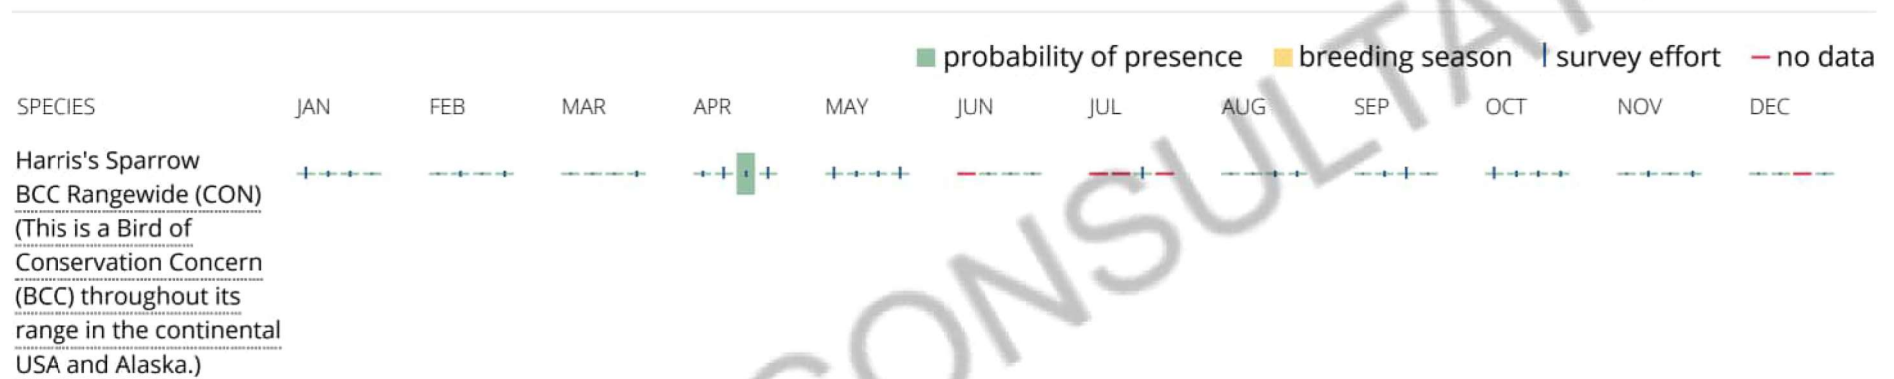 probability of presence breeding season survey effort no data
SPECIES JAN FEB MAR APR MAY JUN JUL AUG SEP OCT NOV DEC
Harris's Sparrow
BCC Rangewide (CON)
(This is a Bird of
Conservation Concern
(BCC) throughout its
range in the continental
USA and Alaska.)
CONSULTAT